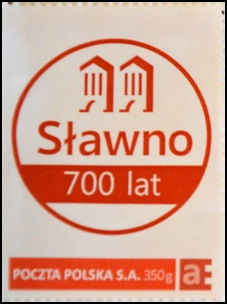 Sławno
700 lat
POCZTA POLSKA S.A. 350g a: